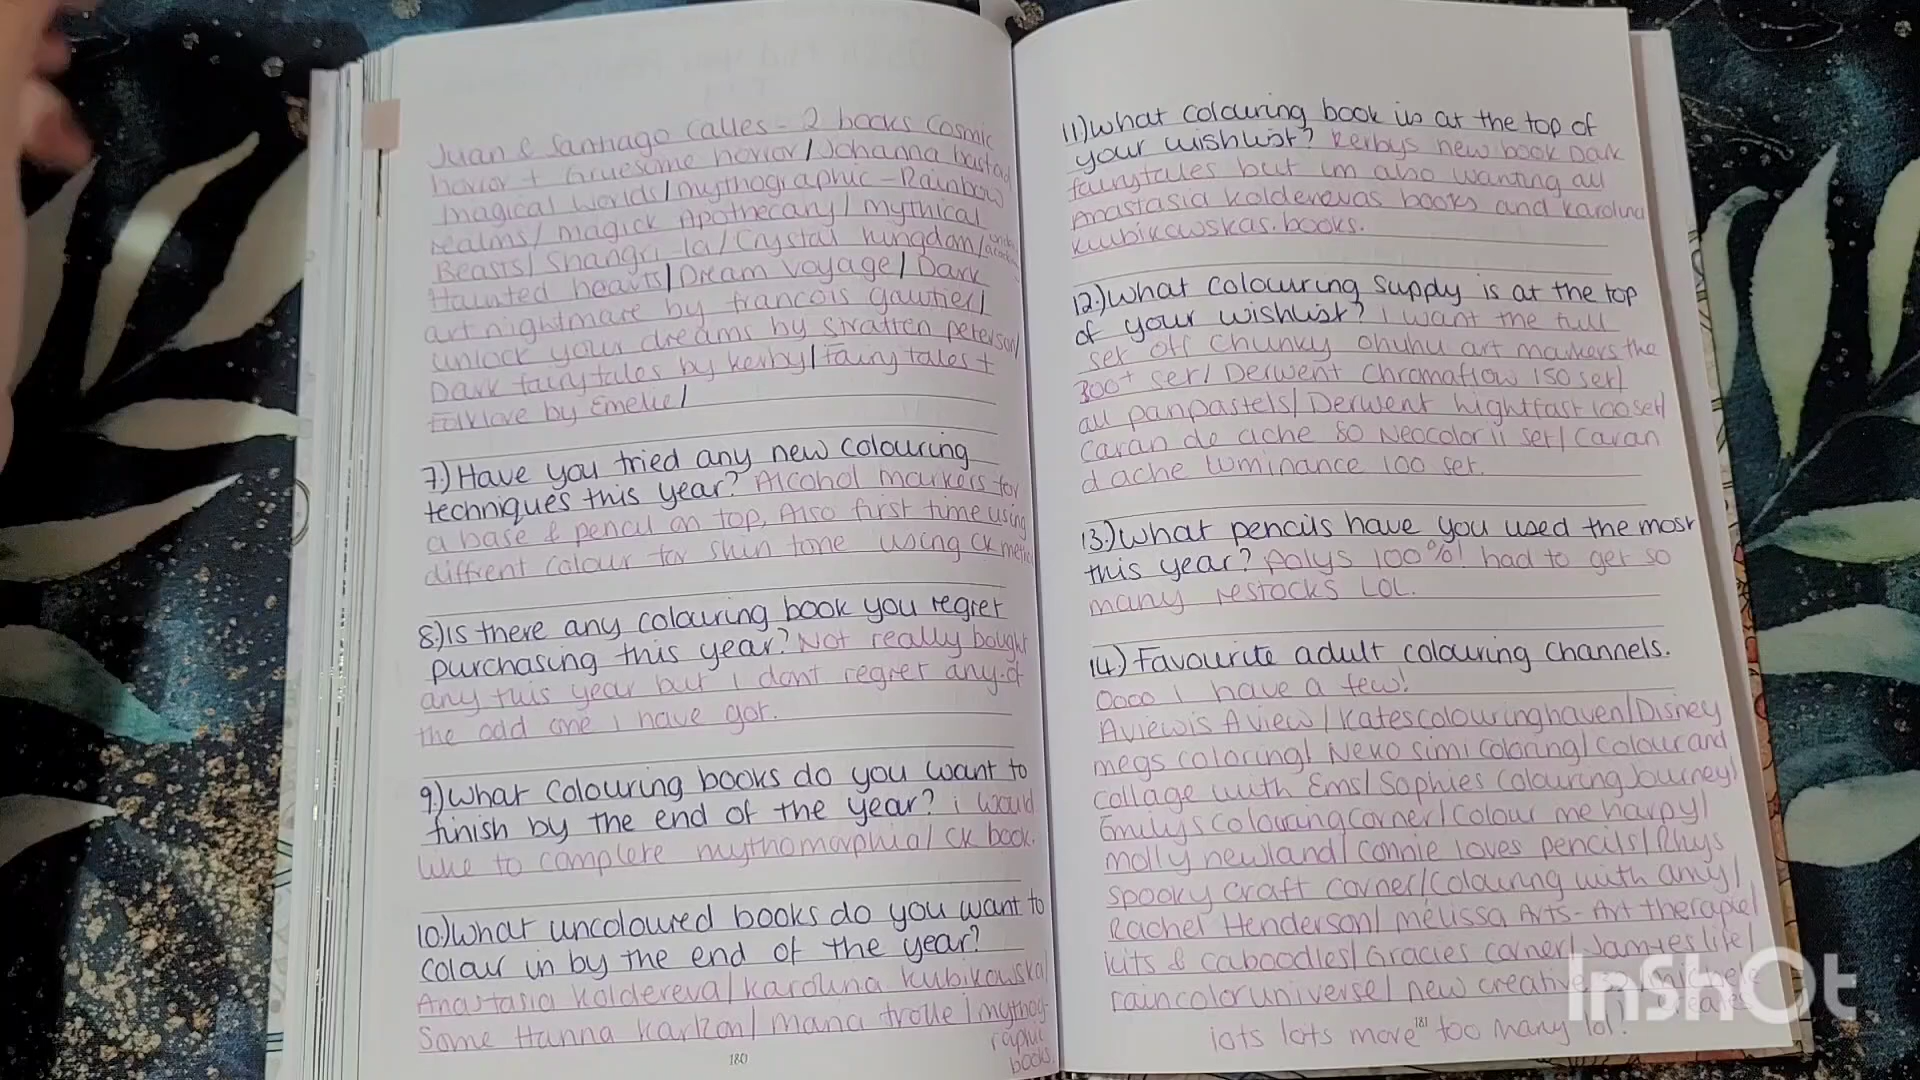 Juan & Santiago Calles - 2 books Cosmic
horror + Gruesome horror / Johanna basford
magical worlds / mythographic - Rainbow
realms / magick Apothecary / mythical
Beasts / Shangri-la / Crystal kingdom /
Haunted hearts / Dream voyage / Dark
art nightmare by francois gautier /
unlock your dreams by stratten peterson /
Dark fairytales by kerby / fairytales +
Folklore by Emelie /
7.) Have you tried any new colouring
techniques this year? Alcohol markers for
a base & pencil on top, Also first time using
diffrent colour for skin tone using CK method
8.) Is there any colouring book you regret
purchasing this year? Not really bought
any this year but i dont regret any of
the odd one i have got.
9.) What colouring books do you want to
finish by the end of the year? i would
like to complete mythomorphia / CK book.
10.) What uncoloured books do you want to
colour in by the end of the year?
Anastasia koldereva / karolina kubikowska /
Some Hanna karlzon / maria trolle / mythog-
raphic
books.
180
11.) What colouring book is at the top of
your wishlist? kerbys new book Dark
fairytales but im also wanting all
Anastasia kolderevas books and karolina
kubikowskas books.
12.) What colouring supply is at the top
of your wishlist? i want the full
set off chunky ohuhu art markers the
300+ set / Derwent Chromaflow 150 set /
all panpastels / Derwent lightfast 100 set /
Caran de ache 80 Neocolor ii set / Caran
d ache luminance 100 set.
13.) What pencils have you used the most
this year? Polys 100%! had to get so
many restocks LOL.
14.) Favourite adult colouring channels.
Oooo I have a few!
Aviewis Aview / katescolouringhaven / Disney
megs coloring / Neko simi coloring / Colour and
collage with Ems / Sophies Colouring Journey /
Emilys colouring corner / Colour me harpy /
molly newland / connie loves pencils / Rhys
spooky craft corner / Colouring with amy /
Rachel Henderson / mélissa Arts - Art therapie /
kits & caboodles / Gracies corner / Jamies life /
raincoloruniverse / new creative
lots lots more too many lol!
181
InShOt